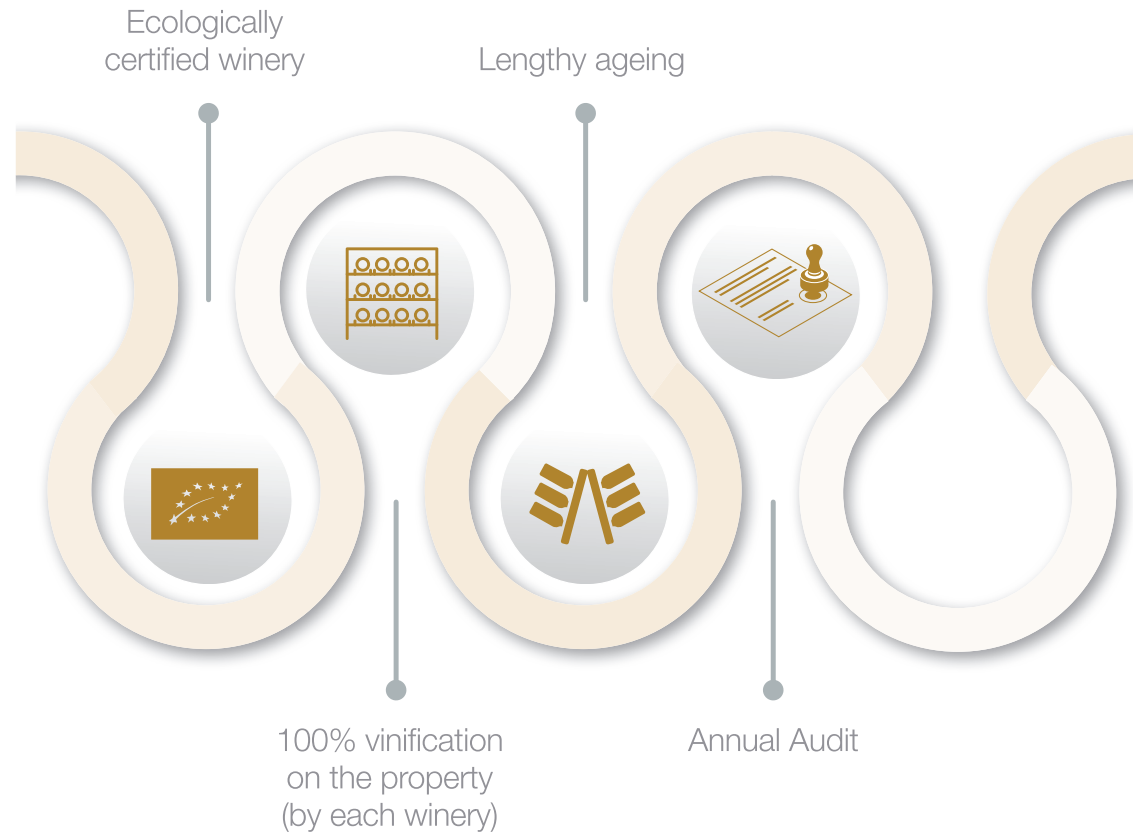 Ecologically
certified winery
Lengthy ageing
100% vinification
on the property
(by each winery)
Annual Audit